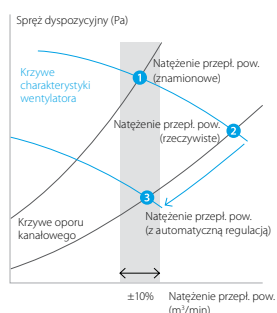 Spręż dyspozycyjny (Pa)
1
Krzywe
charakterystyki
wentylatora
Natężenie przepł. pow.
(znamionowe)
Natężenie przepł. pow.
(rzeczywiste)
2
3
Krzywe oporu
kanałowego
Natężenie przepł. pow.
(z automatyczną regulacją)
±10%
Natężenie przepł. pow.
(m³/min)